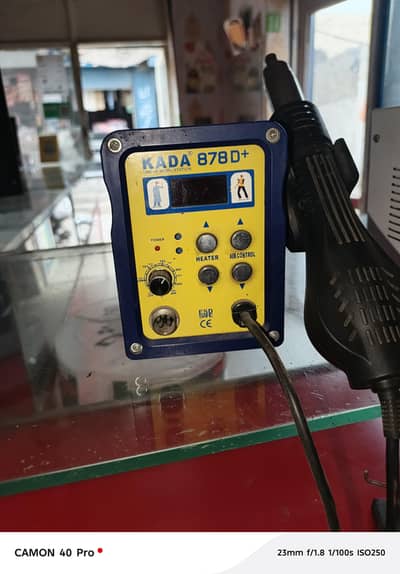 KADA® 878D+
POWER
HEATER
AIR CONTROL
CE
CAMON 40 Pro
23mm f/1.8 1/100s ISO250